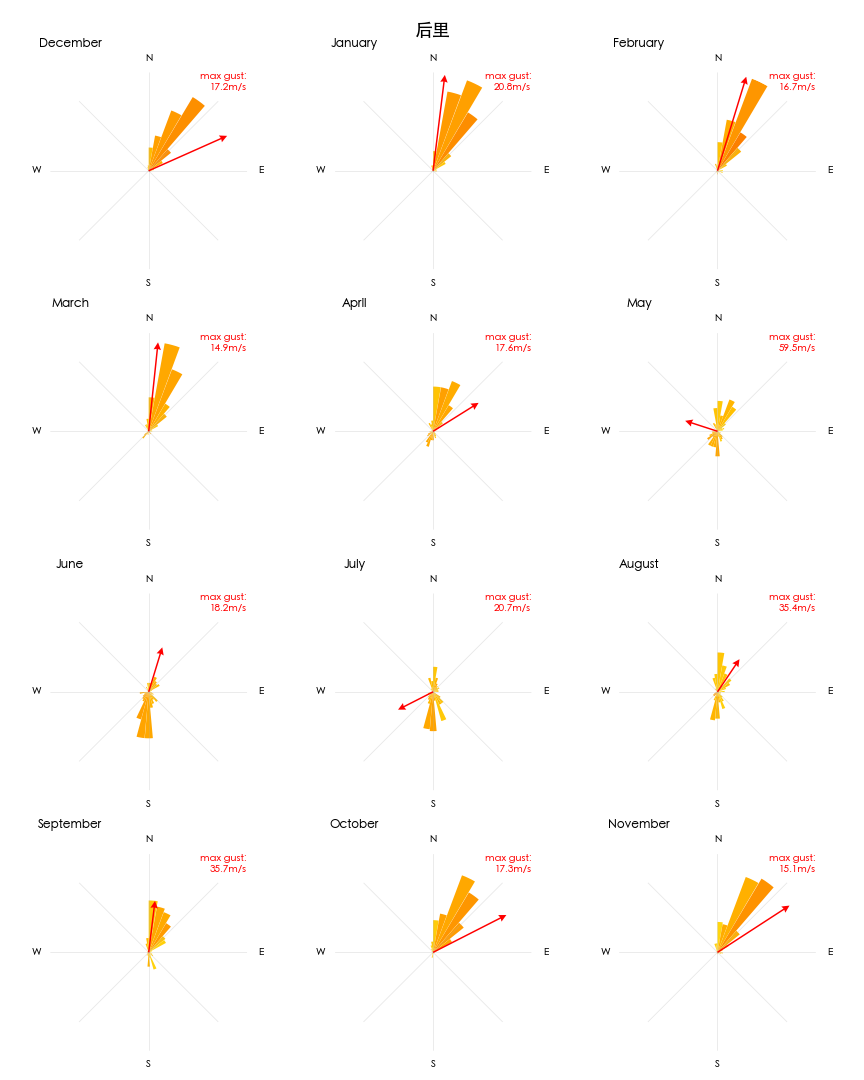 后里
December
January
February
N
N
N
max gust:
17.2m/s
max gust:
20.8m/s
max gust:
16.7m/s
W
E
W
E
W
E
S
S
S
March
April
May
N
N
N
max gust:
14.9m/s
max gust:
17.6m/s
max gust:
59.5m/s
W
E
W
E
W
E
S
S
S
June
July
August
N
N
N
max gust:
18.2m/s
max gust:
20.7m/s
max gust:
35.4m/s
W
E
W
E
W
E
S
S
S
September
October
November
N
N
N
max gust:
35.7m/s
max gust:
17.3m/s
max gust:
15.1m/s
W
E
W
E
W
E
S
S
S